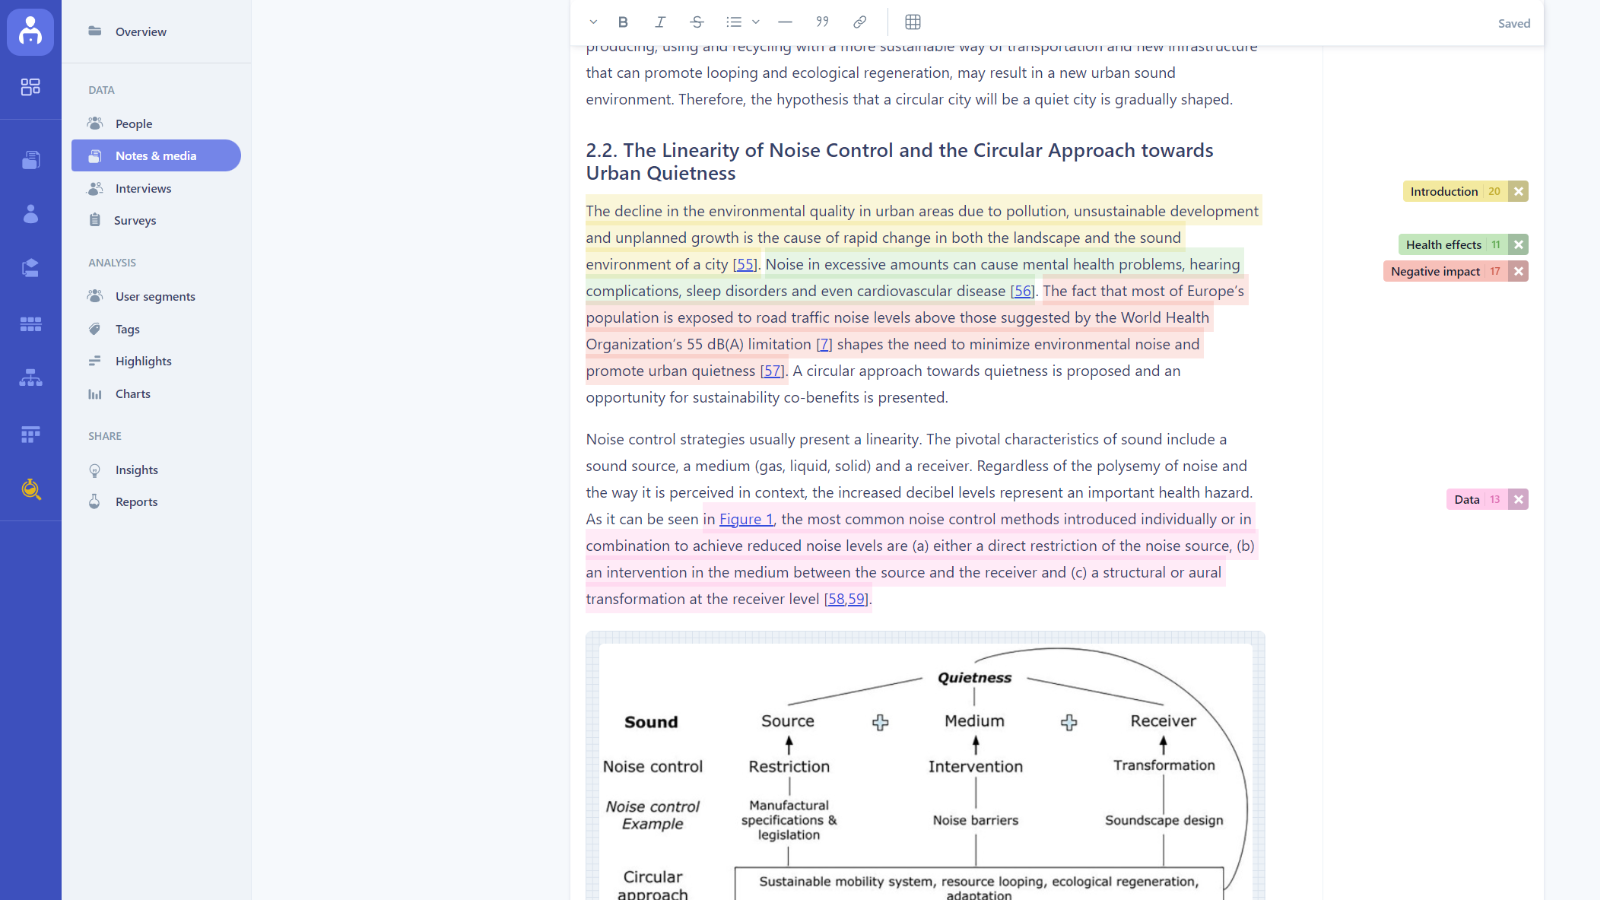 Overview
DATA
People
Notes & media
Interviews
Surveys
ANALYSIS
User segments
Tags
Highlights
Charts
SHARE
Insights
Reports
B I S
Saved
producing, using and recycling with a more sustainable way of transportation and new infrastructure
that can promote looping and ecological regeneration, may result in a new urban sound
environment. Therefore, the hypothesis that a circular city will be a quiet city is gradually shaped.
2.2. The Linearity of Noise Control and the Circular Approach towards
Urban Quietness
The decline in the environmental quality in urban areas due to pollution, unsustainable development
and unplanned growth is the cause of rapid change in both the landscape and the sound
environment of a city [55]. Noise in excessive amounts can cause mental health problems, hearing
complications, sleep disorders and even cardiovascular disease [56]. The fact that most of Europe's
population is exposed to road traffic noise levels above those suggested by the World Health
Organization's 55 dB(A) limitation [7] shapes the need to minimize environmental noise and
promote urban quietness [57]. A circular approach towards quietness is proposed and an
opportunity for sustainability co-benefits is presented.
Noise control strategies usually present a linearity. The pivotal characteristics of sound include a
sound source, a medium (gas, liquid, solid) and a receiver. Regardless of the polysemy of noise and
the way it is perceived in context, the increased decibel levels represent an important health hazard.
As it can be seen in Figure 1, the most common noise control methods introduced individually or in
combination to achieve reduced noise levels are (a) either a direct restriction of the noise source, (b)
an intervention in the medium between the source and the receiver and (c) a structural or aural
transformation at the receiver level [58,59].
Introduction 20
Health effects 11
Negative impact 17
Data 13
Quietness
Sound Source Medium Receiver
Noise control Restriction Intervention Transformation
Noise control
Example
Manufactural
specifications &
legislation
Noise barriers
Soundscape design
Circular
approach
Sustainable mobility system, resource looping, ecological regeneration,
adaptation